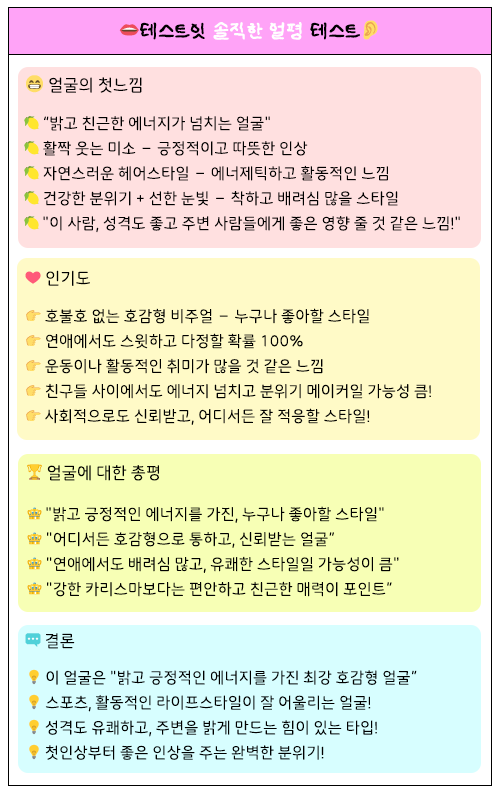 테스트힛 솔직한 얼평 테스트
얼굴의 첫느낌
"밝고 친근한 에너지가 넘치는 얼굴"
활짝 웃는 미소 – 긍정적이고 따뜻한 인상
자연스러운 헤어스타일 – 에너제틱하고 활동적인 느낌
건강한 분위기 + 선한 눈빛 – 착하고 배려심 많을 스타일
"이 사람, 성격도 좋고 주변 사람들에게 좋은 영향 줄 것 같은 느낌!"
인기도
호불호 없는 호감형 비주얼 – 누구나 좋아할 스타일
연애에서도 스윗하고 다정할 확률 100%
운동이나 활동적인 취미가 많을 것 같은 느낌
친구들 사이에서도 에너지 넘치고 분위기 메이커일 가능성 큼!
사회적으로도 신뢰받고, 어디서든 잘 적응할 스타일!
얼굴에 대한 총평
"밝고 긍정적인 에너지를 가진, 누구나 좋아할 스타일"
"어디서든 호감형으로 통하고, 신뢰받는 얼굴"
"연애에서도 배려심 많고, 유쾌한 스타일일 가능성이 큼"
"강한 카리스마보다는 편안하고 친근한 매력이 포인트"
결론
이 얼굴은 "밝고 긍정적인 에너지를 가진 최강 호감형 얼굴"
스포츠, 활동적인 라이프스타일이 잘 어울리는 얼굴!
성격도 유쾌하고, 주변을 밝게 만드는 힘이 있는 타입!
첫인상부터 좋은 인상을 주는 완벽한 분위기!